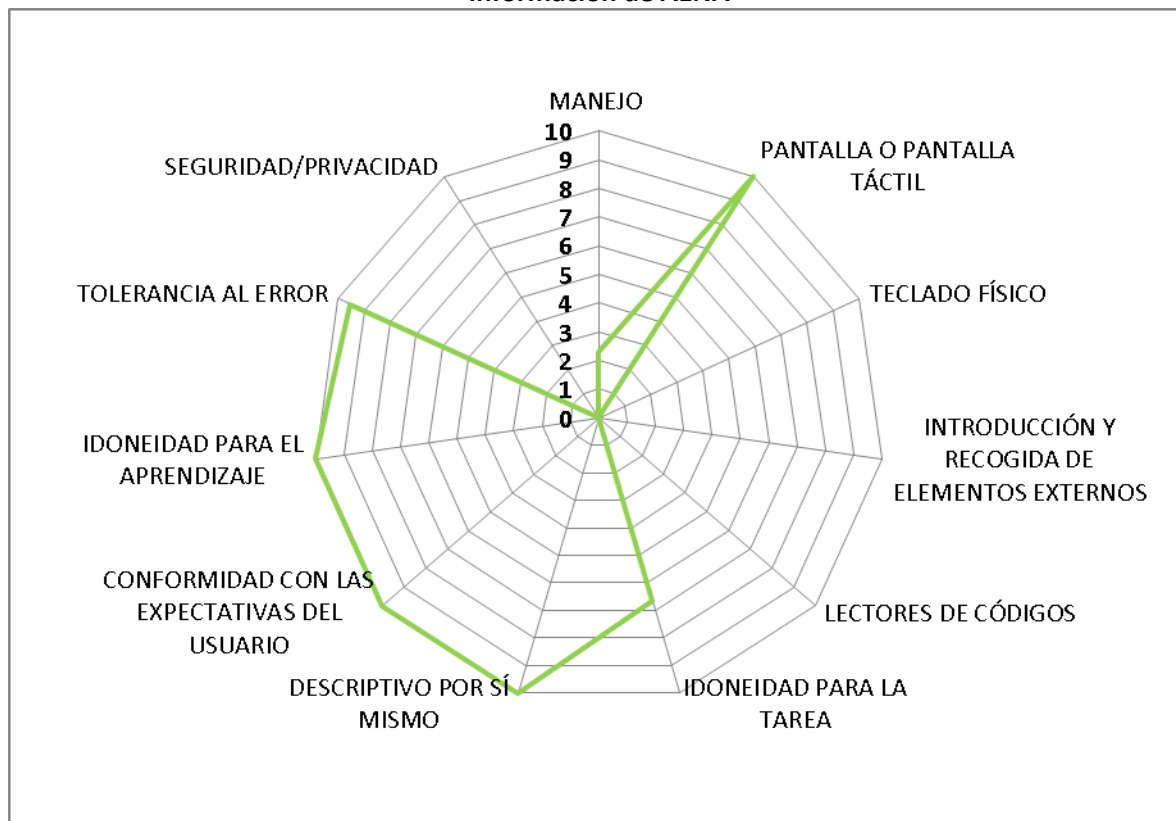 MANEJO
PANTALLA O PANTALLA
TÁCTIL
TECLADO FÍSICO
INTRODUCCIÓN Y
RECOGIDA DE
ELEMENTOS EXTERNOS
LECTORES DE CÓDIGOS
IDONEIDAD PARA LA
TAREA
DESCRIPTIVO POR SÍ
MISMO
CONFORMIDAD CON LAS
EXPECTATIVAS DEL
USUARIO
IDONEIDAD PARA EL
APRENDIZAJE
TOLERANCIA AL ERROR
SEGURIDAD/PRIVACIDAD
10
9
8
7
6
5
4
3
2
1
0